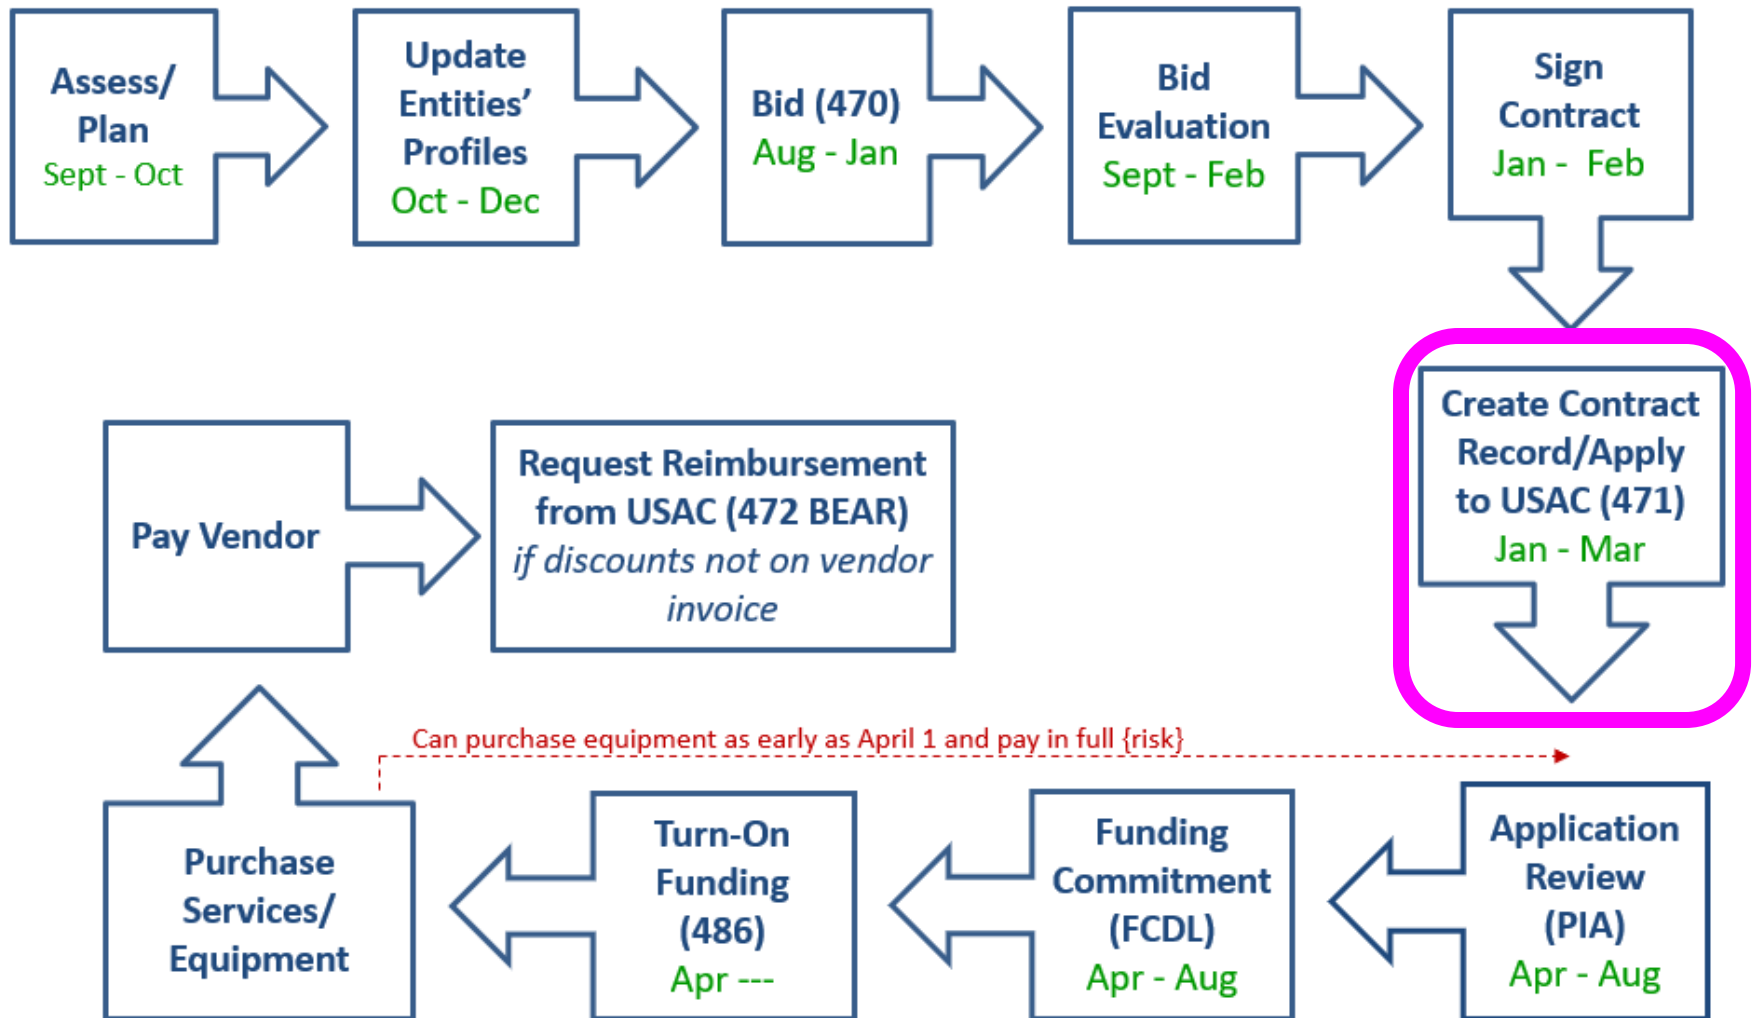 Assess/
Plan
Sept - Oct
Update
Entities’
Profiles
Oct - Dec
Bid (470)
Aug - Jan
Bid
Evaluation
Sept - Feb
Sign
Contract
Jan - Feb
Create Contract
Record/Apply
to USAC (471)
Jan - Mar
Application
Review
(PIA)
Apr - Aug
Funding
Commitment
(FCDL)
Apr - Aug
Turn-On
Funding
(486)
Apr ---
Can purchase equipment as early as April 1 and pay in full {risk}
Purchase
Services/
Equipment
Pay Vendor
Request Reimbursement
from USAC (472 BEAR)
if discounts not on vendor
invoice